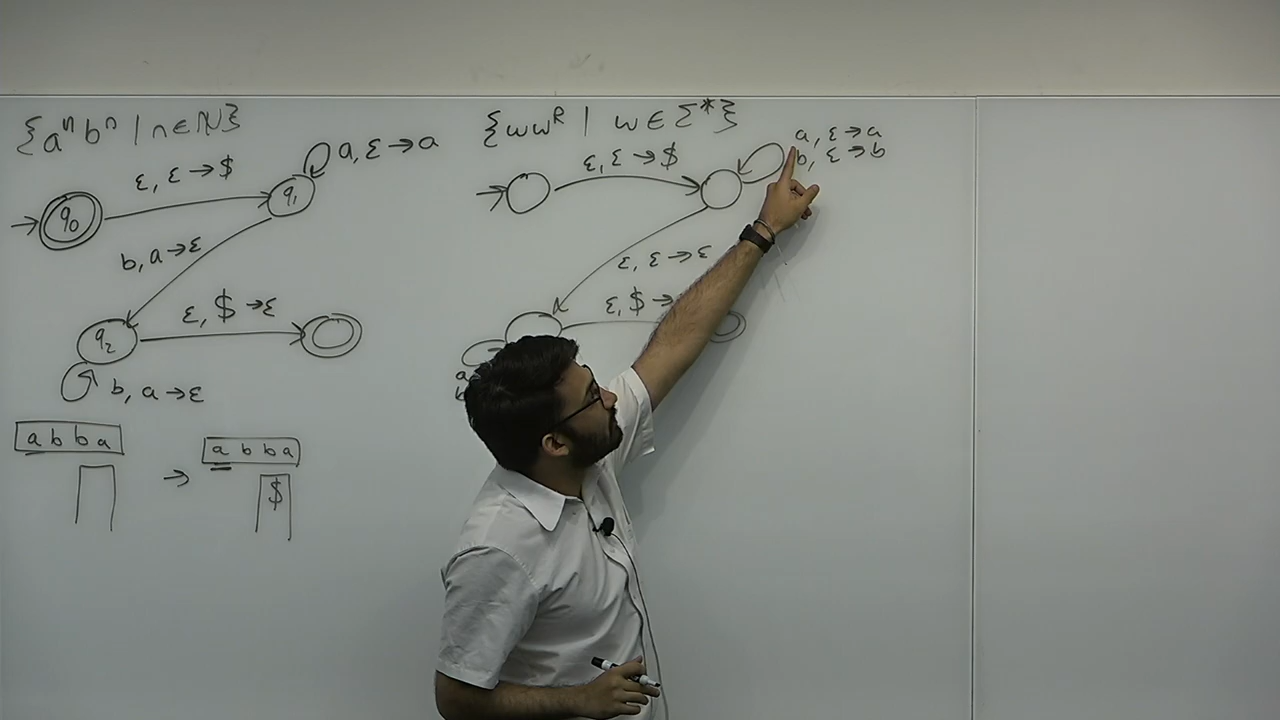 {aⁿbⁿ | n ∈ ℕ}
ε, ε → $
a, ε → a
q₀
q₁
b, a → ε
ε, $ → ε
q₂
b, a → ε
a b b a
→
a b b a
$
{wwᴿ | w ∈ Σ*}
ε, ε → $
a, ε → a
b, ε → b
ε, ε → ε
ε, $ →
a
b